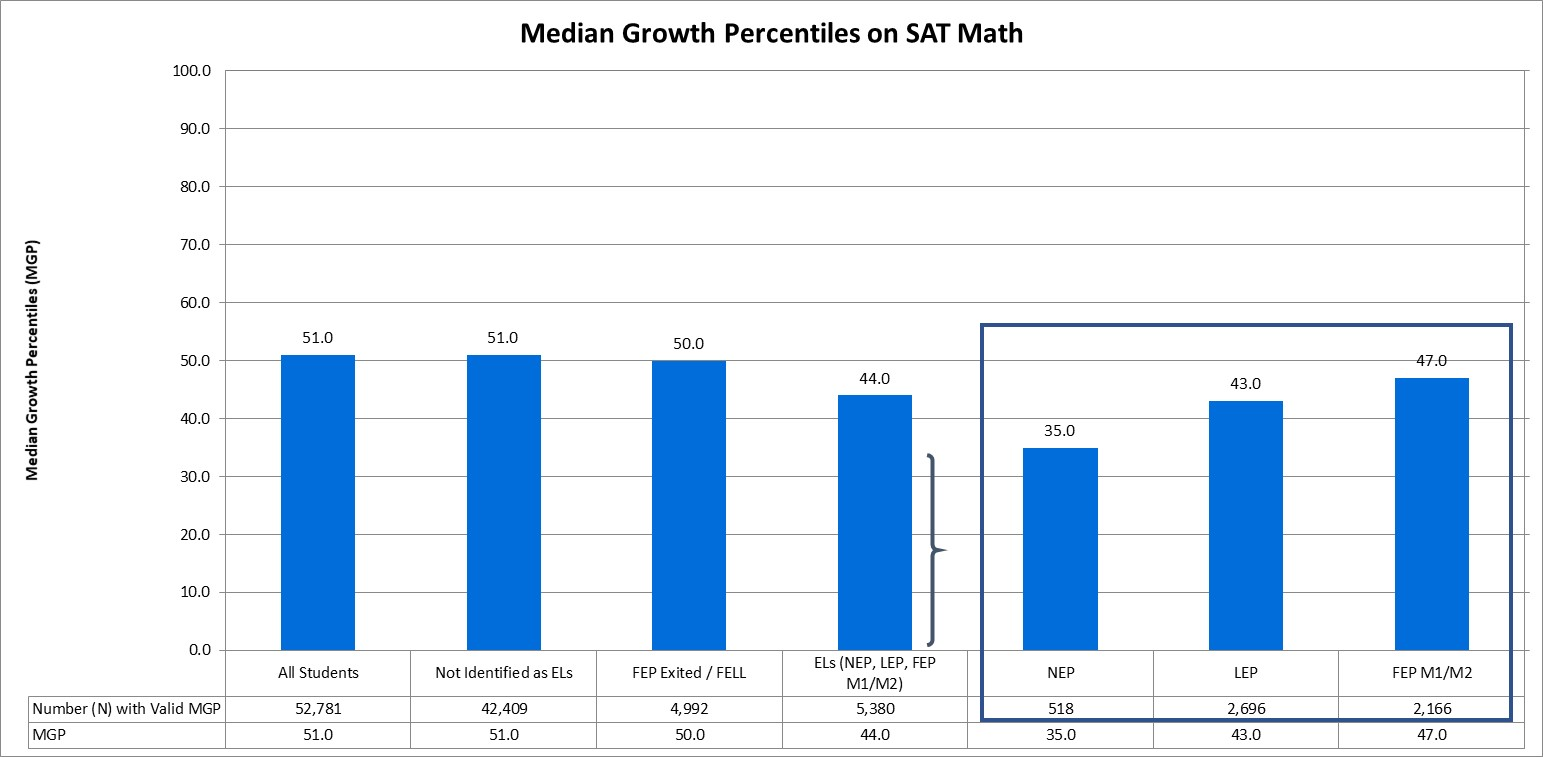 Median Growth Percentiles on SAT Math
Median Growth Percentiles (MGP)
100.0
90.0
80.0
70.0
60.0
50.0
40.0
30.0
20.0
10.0
0.0
51.0
51.0
50.0
44.0
35.0
43.0
47.0
All Students
Not Identified as ELs
FEP Exited / FELL
ELs (NEP, LEP, FEP
M1/M2)
NEP
LEP
FEP M1/M2
Number (N) with Valid MGP 52,781 42,409 4,992 5,380 518 2,696 2,166
MGP 51.0 51.0 50.0 44.0 35.0 43.0 47.0